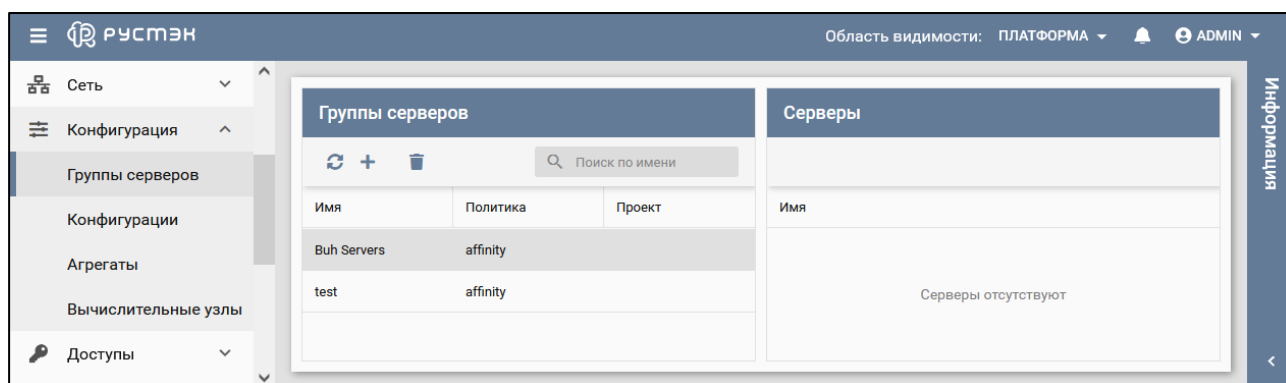 РУСТЭК
Область видимости: ПЛАТФОРМА ADMIN
Сеть
Конфигурация
Группы серверов
Конфигурации
Агрегаты
Вычислительные узлы
Доступы
Группы серверов
Поиск по имени
Имя Политика Проект
Buh Servers affinity
test affinity
Серверы
Имя
Серверы отсутствуют
Информация